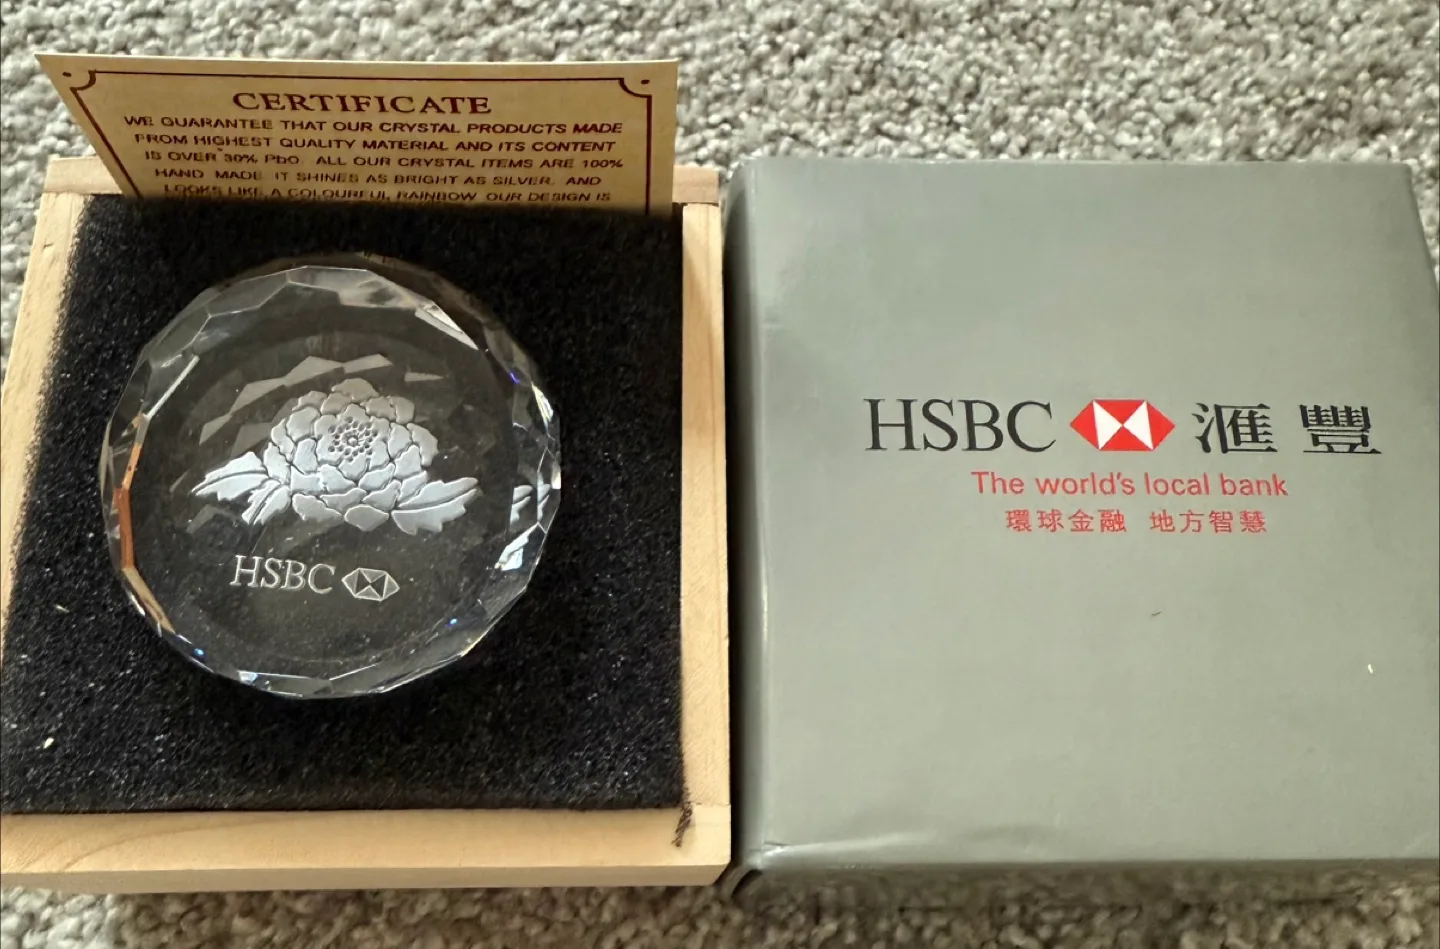 CERTIFICATE
WE GUARANTEE THAT OUR CRYSTAL PRODUCTS MADE
FROM HIGHEST QUALITY MATERIAL AND ITS CONTENT
IS OVER 30% PbO. ALL OUR CRYSTAL ITEMS ARE 100%
HAND MADE IT SHINES AS BRIGHT AS SILVER. AND
LOOKS LIKE A COLOURFUL RAINBOW OUR DESIGN IS
HSBC
HSBC 滙豐
The world's local bank
環球金融 地方智慧